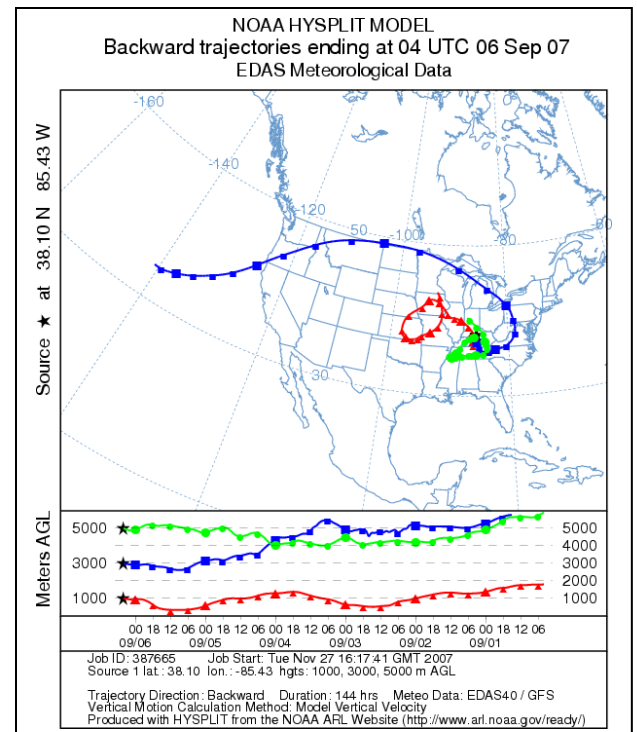 NOAA HYSPLIT MODEL
Backward trajectories ending at 04 UTC 06 Sep 07
EDAS Meteorological Data
Source ★ at 38.10 N 85.43 W
-160
-140
-120
50
-100
-80
0
60
30
Meters AGL
5000 5000
4000
3000 3000
2000
1000 1000
00 18 12 06 00 18 12 06 00 18 12 06 00 18 12 06 00 18 12 06 00 18 12 06
09/06 09/05 09/04 09/03 09/02 09/01
Job ID: 387665 Job Start: Tue Nov 27 16:17:41 GMT 2007
Source 1 lat.: 38.10 lon.: -85.43 hgts: 1000, 3000, 5000 m AGL
Trajectory Direction: Backward Duration: 144 hrs Meteo Data: EDAS40 / GFS
Vertical Motion Calculation Method: Model Vertical Velocity
Produced with HYSPLIT from the NOAA ARL Website (http://www.arl.noaa.gov/ready/)